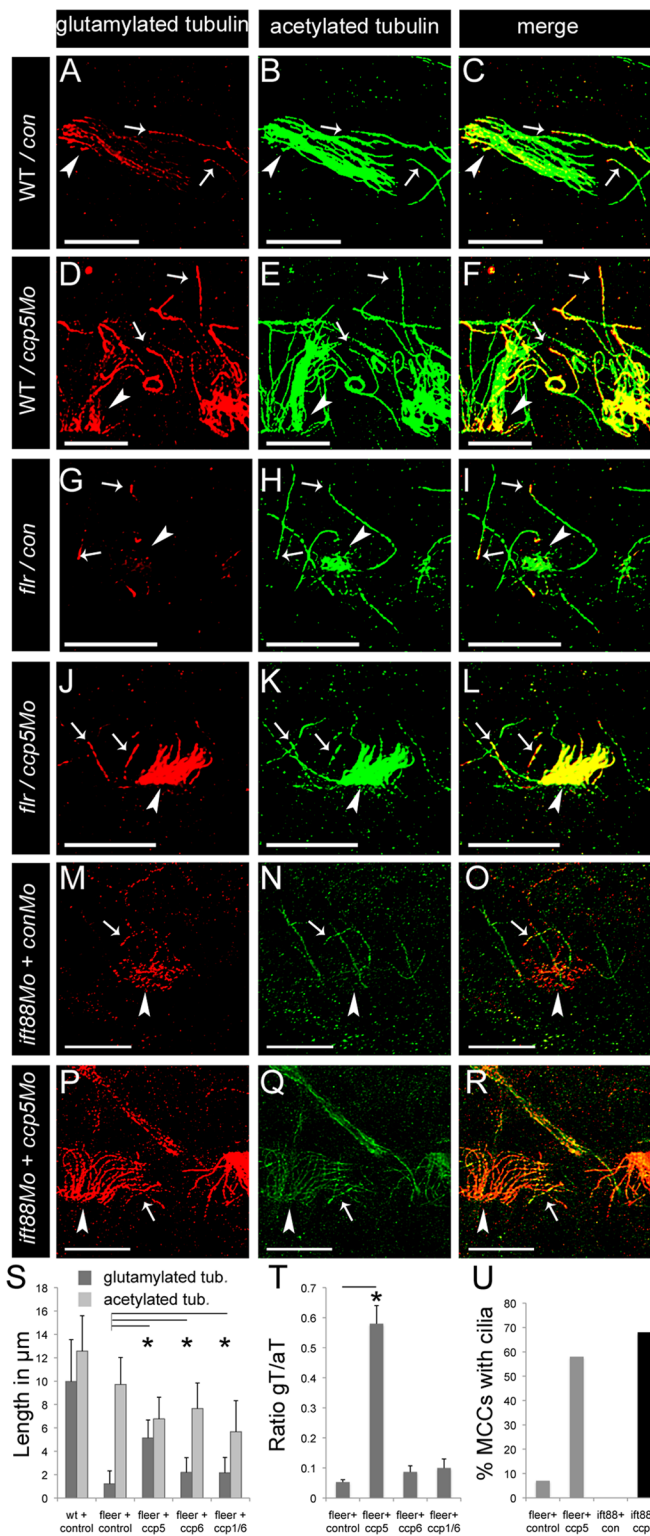 glutamylated tubulin acetylated tubulin merge
WT / con
A B C
WT / ccp5Mo
D E F
flr / con
G H I
flr / ccp5Mo
J K L
ift88Mo + conMo
M N O
ift88Mo + ccp5Mo
P Q R
S
glutamylated tub.
acetylated tub.
Length in µm
18
16
14
12
10
8
6
4
2
0
* * *
wt + control
fleer + control
fleer + ccp5
fleer + ccp6
fleer + ccp1/6
T
Ratio gT/aT
0.7
0.6
0.5
0.4
0.3
0.2
0.1
0
*
fleer+ control
fleer+ ccp5
fleer+ ccp6
fleer+ ccp1/6
U
% MCCs with cilia
80
70
60
50
40
30
20
10
0
fleer+ control
fleer+ ccp5
ift88+ con